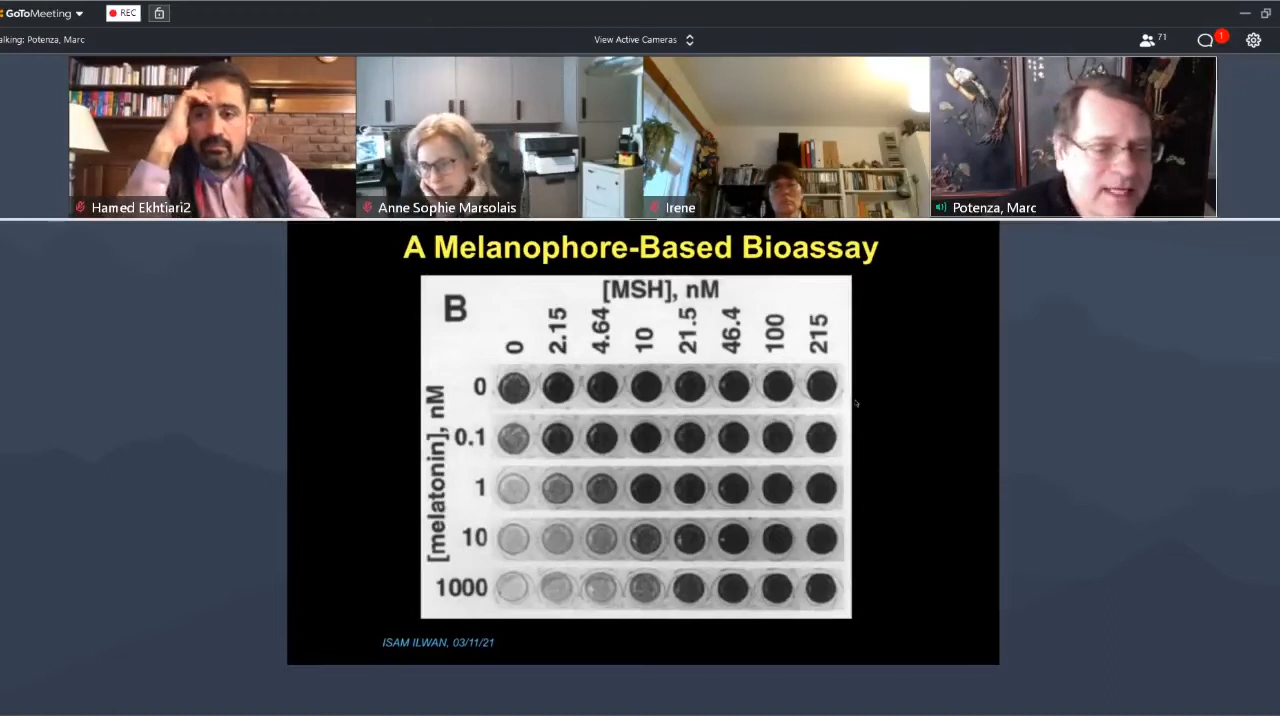 GoToMeeting
REC
alking: Potenza, Marc
View Active Cameras
71
1
Hamed Ekhtiari2
Anne Sophie Marsolais
Irene
Potenza, Marc
A Melanophore-Based Bioassay
B
[MSH], nM
0 2.15 4.64 10 21.5 46.4 100 215
[melatonin], nM
0
0.1
1
10
1000
ISAM ILWAN, 03/11/21